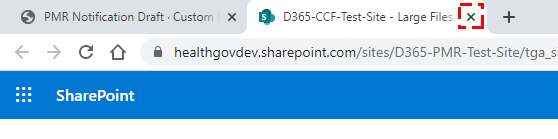 PMR Notification Draft · Custom
D365-CCF-Test-Site - Large Files
healthgovdev.sharepoint.com/sites/D365-PMR-Test-Site/tga_s
SharePoint